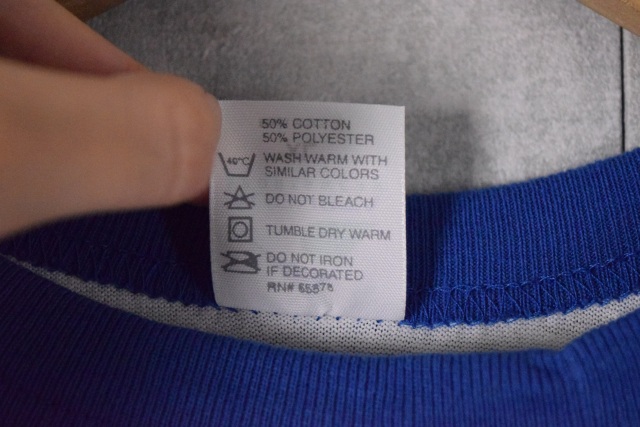 50% COTTON
50% POLYESTER
40°C
WASH WARM WITH
SIMILAR COLORS
DO NOT BLEACH
TUMBLE DRY WARM
DO NOT IRON
IF DECORATED
RN#